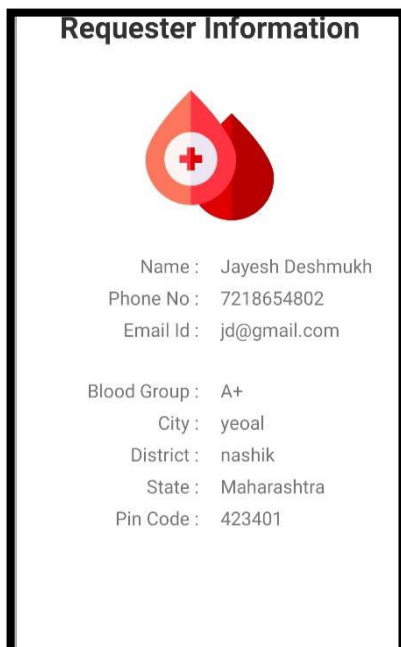 Requester Information
Name : Jayesh Deshmukh
Phone No : 7218654802
Email Id : jd@gmail.com
Blood Group : A+
City : yeoal
District : nashik
State : Maharashtra
Pin Code : 423401